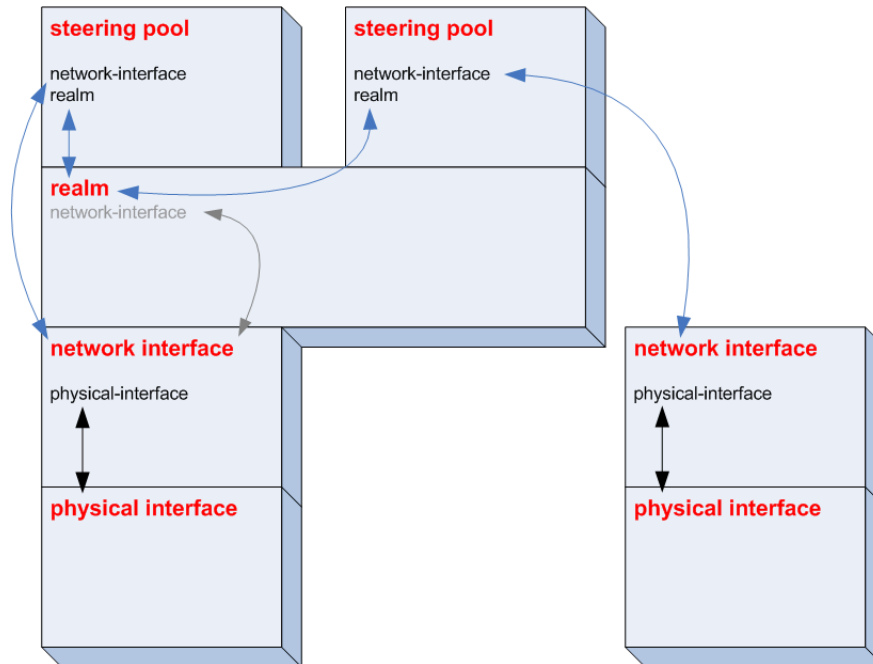 steering pool
network-interface
realm
steering pool
network-interface
realm
realm
network-interface
network interface
physical-interface
physical interface
network interface
physical-interface
physical interface